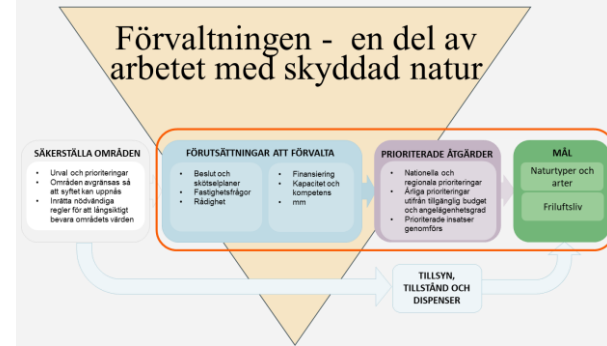 Förvaltningen - en del av
arbetet med skyddad natur
SÄKERSTÄLLA OMRÅDEN
• Urval och prioriteringar
• Områden avgränsas så
att syftet kan uppnås
• Inrätta nödvändiga
regler för att långsiktigt
bevara områdets värden
FÖRUTSÄTTNINGAR ATT FÖRVALTA
• Beslut och
skötselplaner
• Fastighetsfrågor
• Rådighet
• Finansiering
• Kapacitet och
kompetens
• mm
PRIORITERADE ÅTGÄRDER
• Nationella och
regionala prioriteringar
• Årliga prioriteringar
utifrån tillgänglig budget
och angelägenhetsgrad
• Prioriterade insatser
genomförs
MÅL
Naturtyper och
arter
Friluftsliv
TILLSYN,
TILLSTÅND OCH
DISPENSER